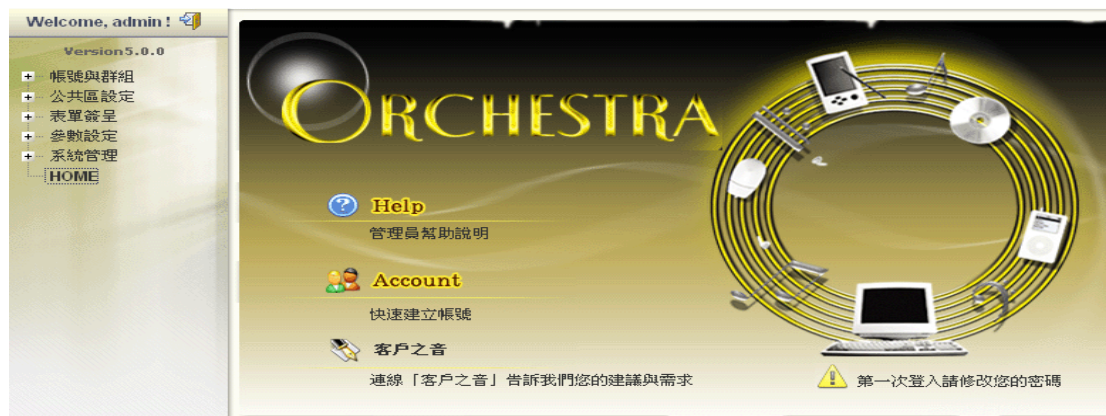 Welcome, admin !
Version5.0.0
帳號與群組
公共區設定
表單簽呈
參數設定
系統管理
HOME
ORCHESTRA
Help
管理員幫助說明
Account
快速建立帳號
客戶之音
連線「客戶之音」告訴我們您的建議與需求
第一次登入請修改您的密碼